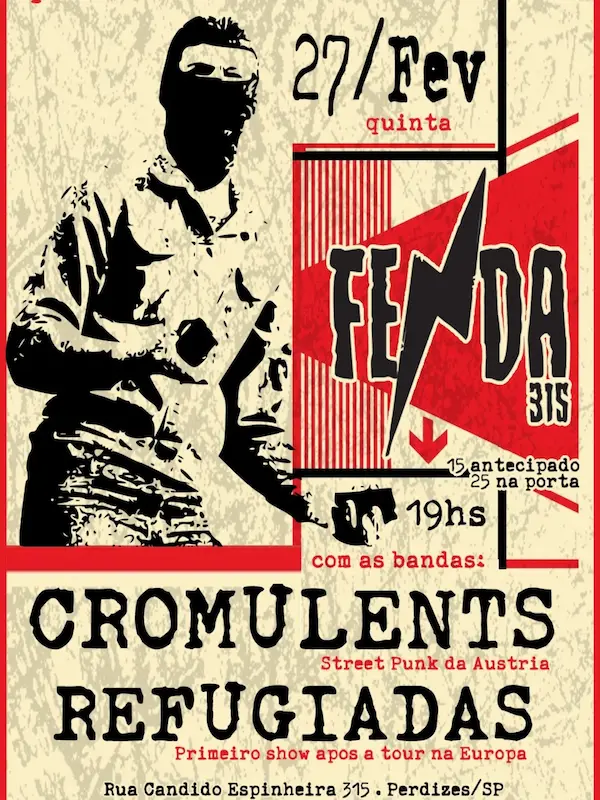 27/Fev
quinta
FENDA
315
15 antecipado
25 na porta
19hs
com as bandas:
CROMULENTS
Street Punk da Austria
REFUGIADAS
Primeiro show apos a tour na Europa
Rua Candido Espinheira 315 . Perdizes/SP